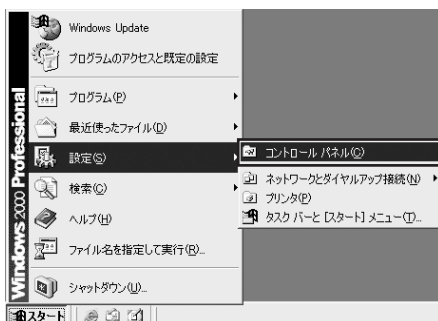 Windows Update
プログラムのアクセスと既定の設定
プログラム(P)
最近使ったファイル(D)
設定(S)
検索(C)
ヘルプ(H)
ファイル名を指定して実行(R)...
シャットダウン(U)...
コントロール パネル(C)
ネットワークとダイヤルアップ接続(N)
プリンタ(P)
タスク バーと [スタート] メニュー(T)...
Windows 2000 Professional
スタート